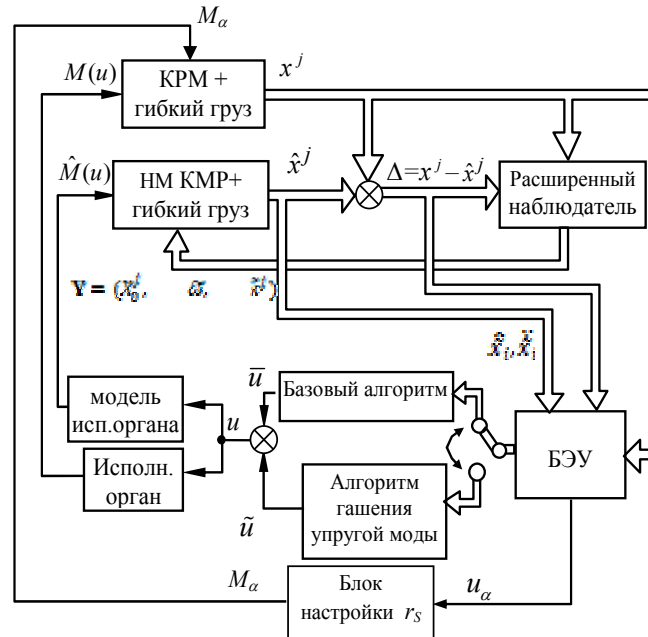 M_α
M(u)
КРМ +
гибкий груз
x^j
M̂(u)
НМ КМР+
гибкий груз
x̂^j
Δ=x^j – x̂^j
Расширенный
наблюдатель
Y = (
ū
Базовый алгоритм
модель
исп.органа
u
Исполн.
орган
БЭУ
Алгоритм
гашения
упругой моды
ũ
M_α
Блок
настройки r_S
u_α